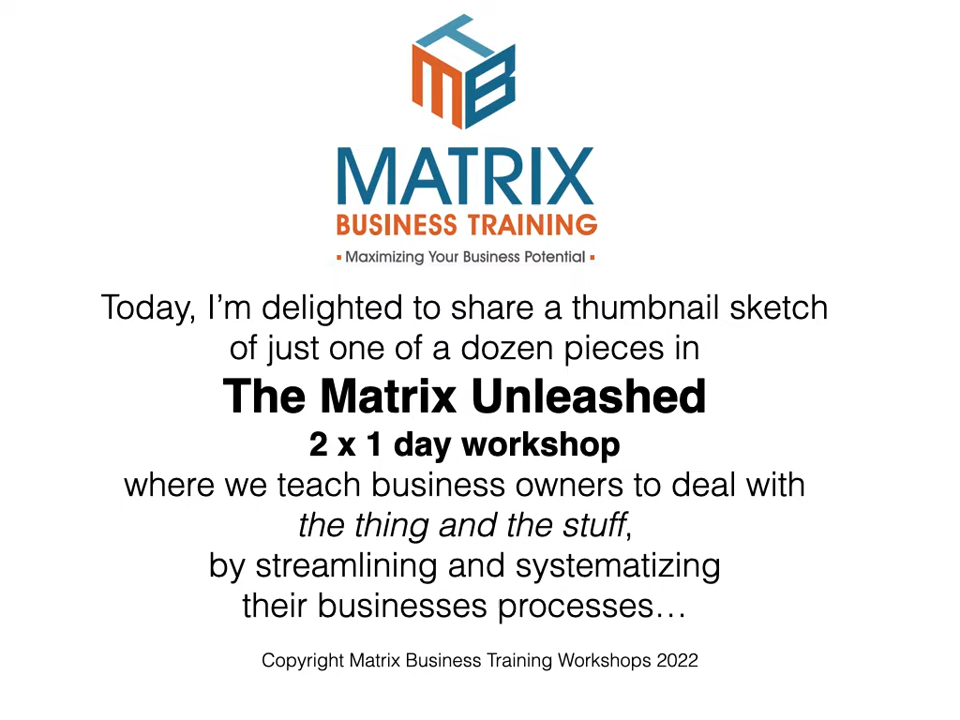 TMB
MATRIX
BUSINESS TRAINING
▪ Maximizing Your Business Potential ▪
Today, I’m delighted to share a thumbnail sketch
of just one of a dozen pieces in
The Matrix Unleashed
2 x 1 day workshop
where we teach business owners to deal with
the thing and the stuff,
by streamlining and systematizing
their businesses processes…
Copyright Matrix Business Training Workshops 2022